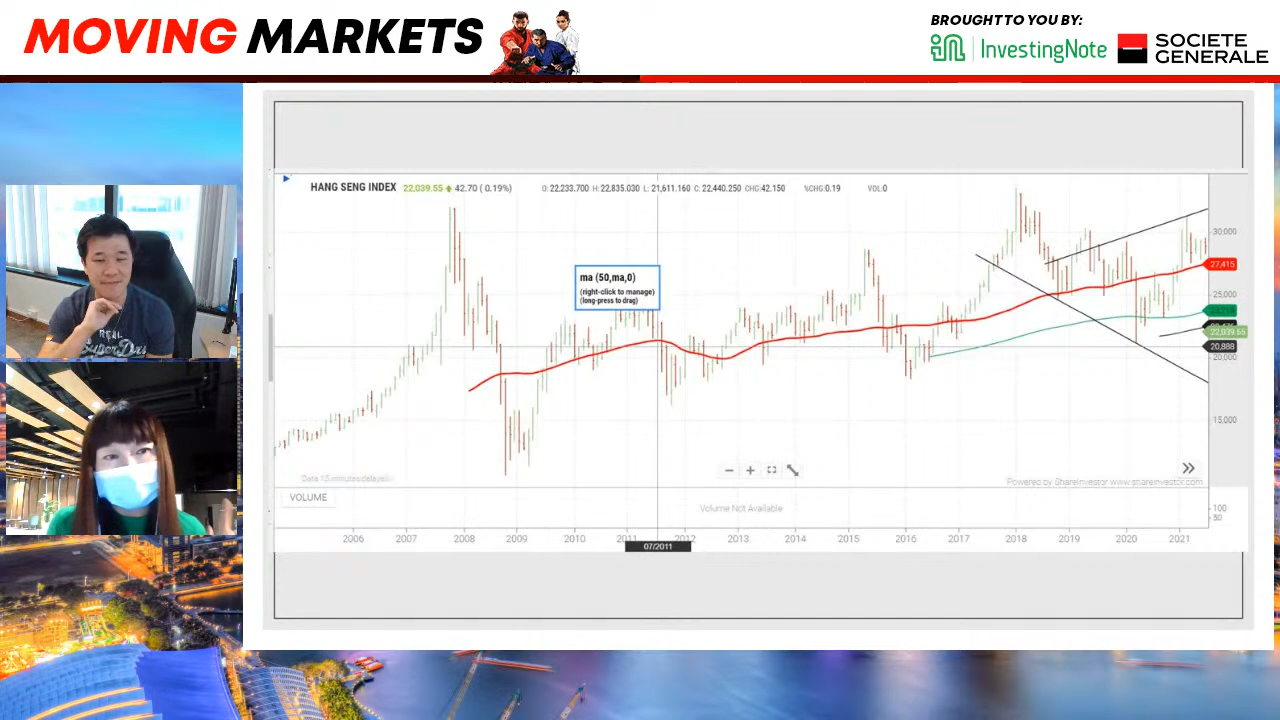 MOVING MARKETS
BROUGHT TO YOU BY:
InvestingNote
SOCIETE
GENERALE
REAL
SuperDry
HANG SENG INDEX 22,039.55 42.70 ( 0.19%) O: 22,233.700 H: 22,835.030 L: 21,611.160 C: 22,440.250 CHG:42.150 %CHG:0.19 VOL:0
ma (50,ma,0)
(right-click to manage)
(long-press to drag)
30,000
27,415
25,000
22,039.55
20,888
20,000
15,000
Data 15 minutes delayed
Powered by ShareInvestor www.shareinvestor.com
VOLUME
Volume Not Available
100
50
2006 2007 2008 2009 2010 2011 2012 2013 2014 2015 2016 2017 2018 2019 2020 2021
07/2011